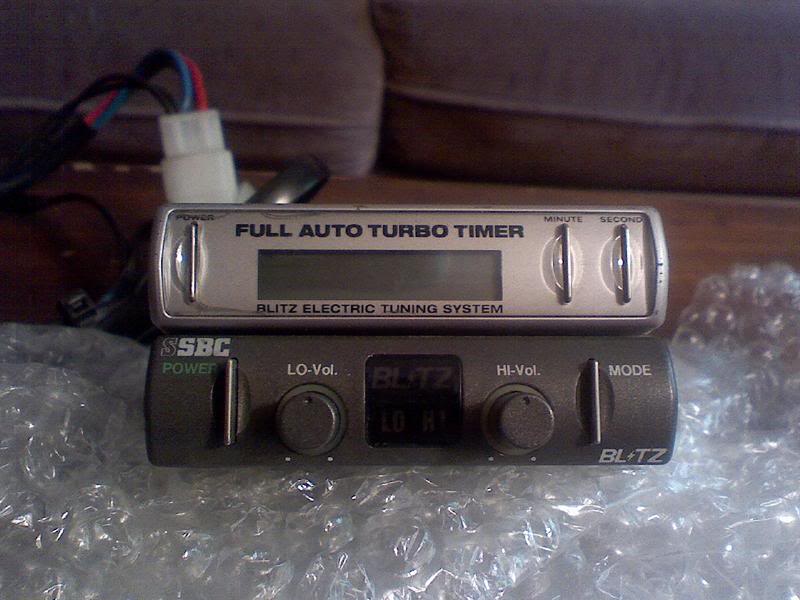 POWER MINUTE SECOND
FULL AUTO TURBO TIMER
BLITZ ELECTRIC TUNING SYSTEM
SSBC
POWER LO-Vol. HI-Vol. MODE
BLITZ
LO HI
BLITZ